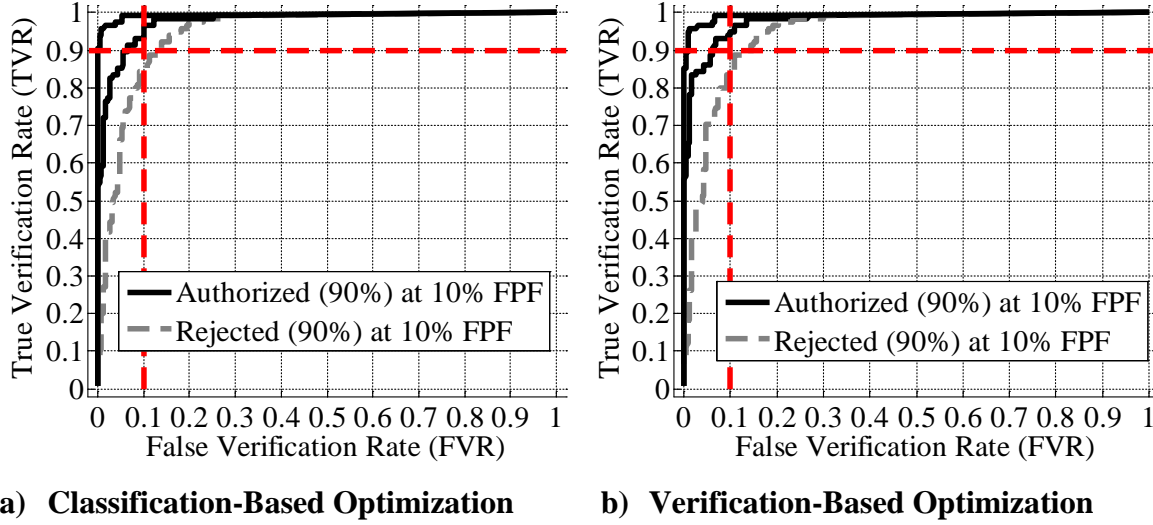 1
0.9
0.8
0.7
0.6
0.5
0.4
0.3
0.2
0.1
0
True Verification Rate (TVR)
Authorized (90%) at 10% FPF
Rejected (90%) at 10% FPF
0 0.1 0.2 0.3 0.4 0.5 0.6 0.7 0.8 0.9 1
False Verification Rate (FVR)
a) Classification-Based Optimization
1
0.9
0.8
0.7
0.6
0.5
0.4
0.3
0.2
0.1
0
True Verification Rate (TVR)
Authorized (90%) at 10% FPF
Rejected (90%) at 10% FPF
0 0.1 0.2 0.3 0.4 0.5 0.6 0.7 0.8 0.9 1
False Verification Rate (FVR)
b) Verification-Based Optimization